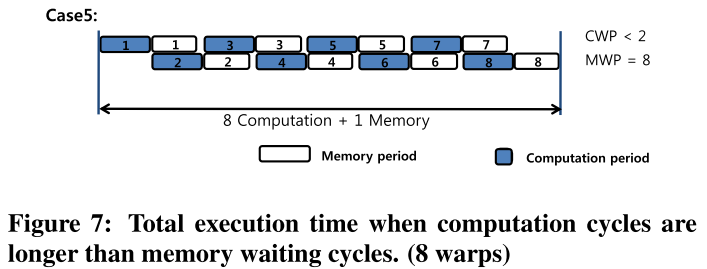 Case5:
1 1 3 3 5 5 7 7
CWP < 2
2 2 4 4 6 6 8 8
MWP = 8
8 Computation + 1 Memory
Memory period
Computation period
Figure 7: Total execution time when computation cycles are
longer than memory waiting cycles. (8 warps)